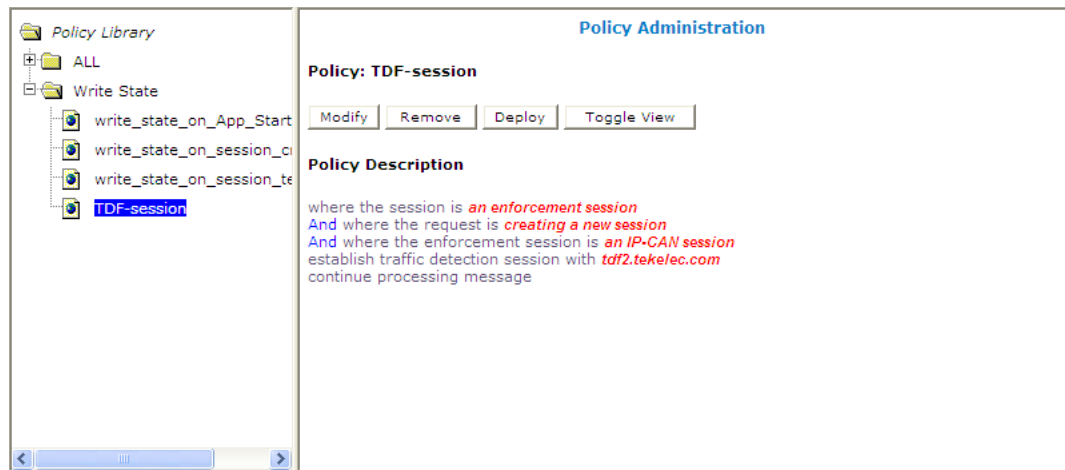 Policy Library
ALL
Write State
write_state_on_App_Start
write_state_on_session_c
write_state_on_session_te
TDF-session
Policy Administration
Policy: TDF-session
Modify Remove Deploy Toggle View
Policy Description
where the session is an enforcement session
And where the request is creating a new session
And where the enforcement session is an IP-CAN session
establish traffic detection session with tdf2.tekelec.com
continue processing message